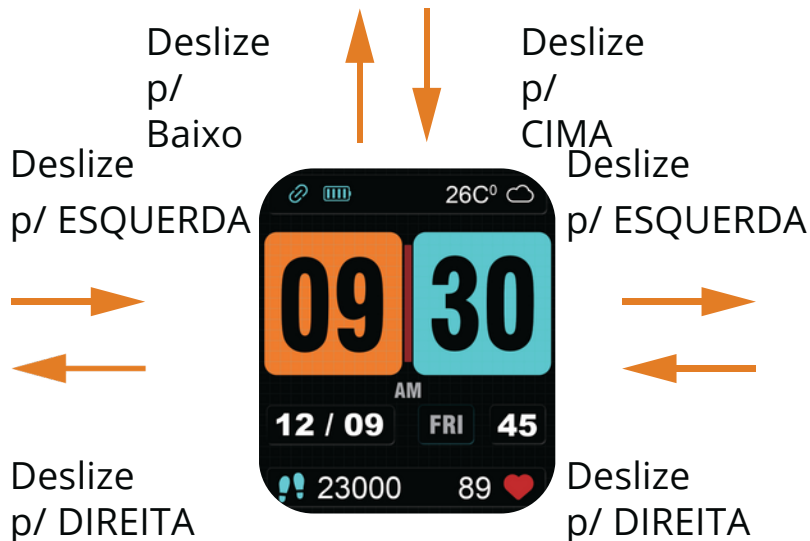 Deslize
p/
Baixo
Deslize
p/
CIMA
Deslize
p/ ESQUERDA
Deslize
p/ ESQUERDA
26C⁰
09 30
AM
12 / 09 FRI 45
23000 89
Deslize
p/ DIREITA
Deslize
p/ DIREITA